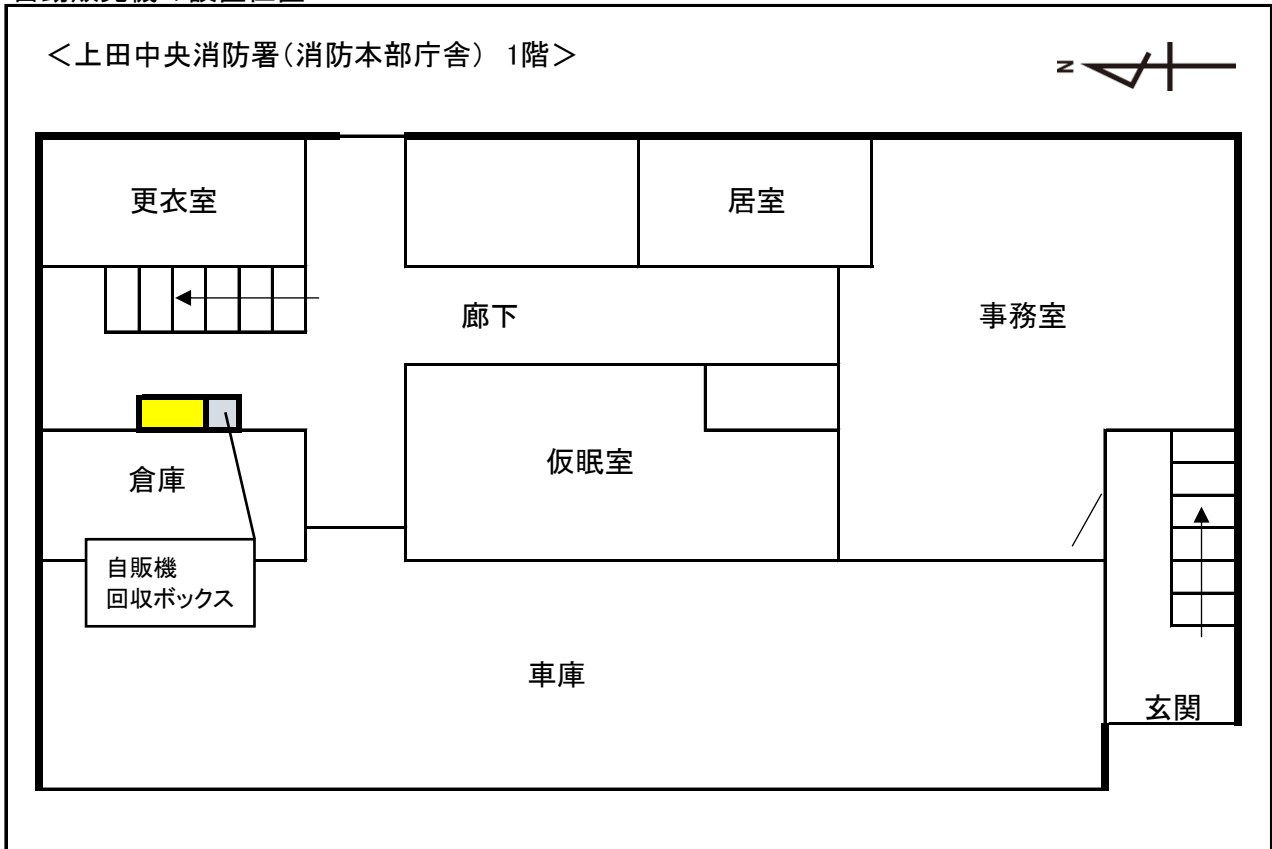 ＜上田中央消防署（消防本部庁舎） 1階＞
N
更衣室
居室
廊下
事務室
倉庫
仮眠室
自販機
回収ボックス
車庫
玄関